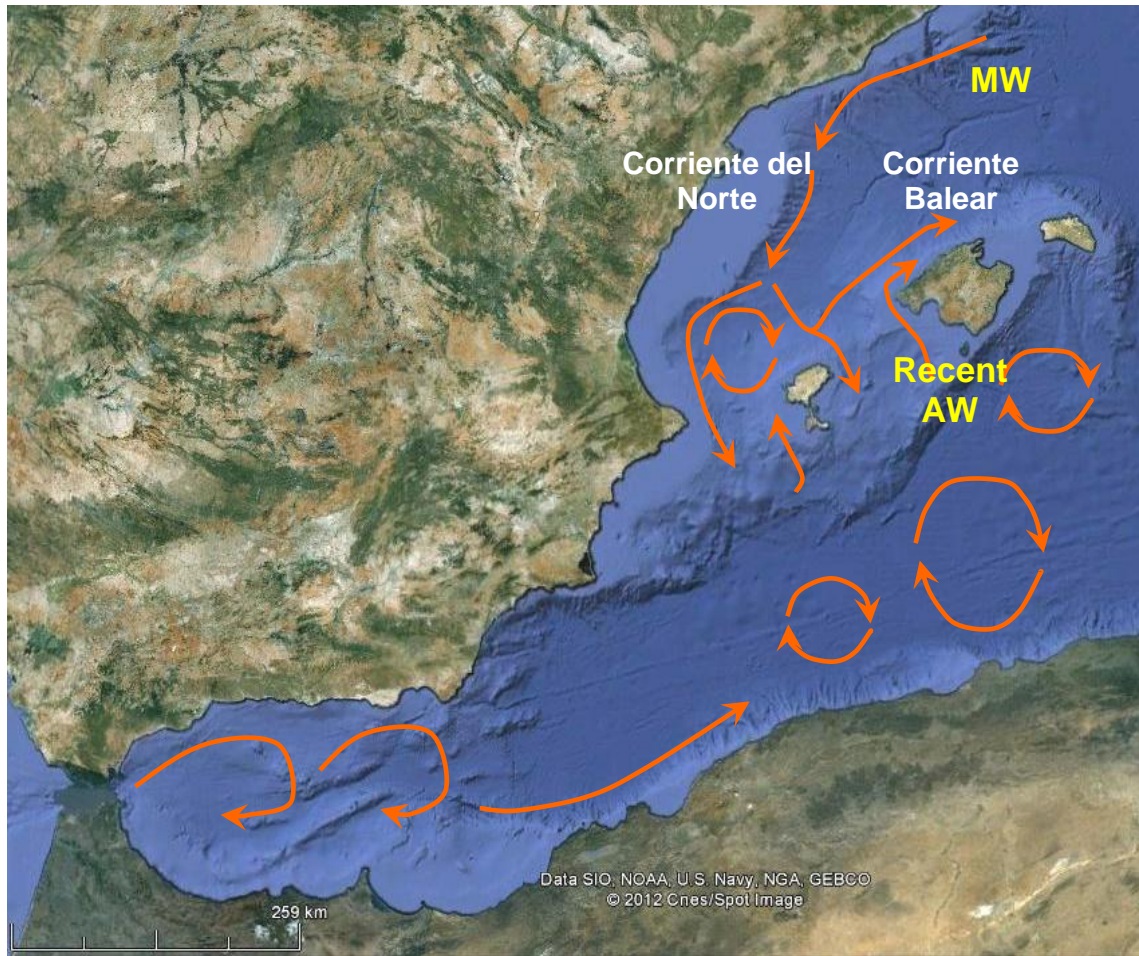 MW
Corriente del
Norte
Corriente
Balear
Recent
AW
Data SIO, NOAA, U.S. Navy, NGA, GEBCO
© 2012 Cnes/Spot Image
259 km